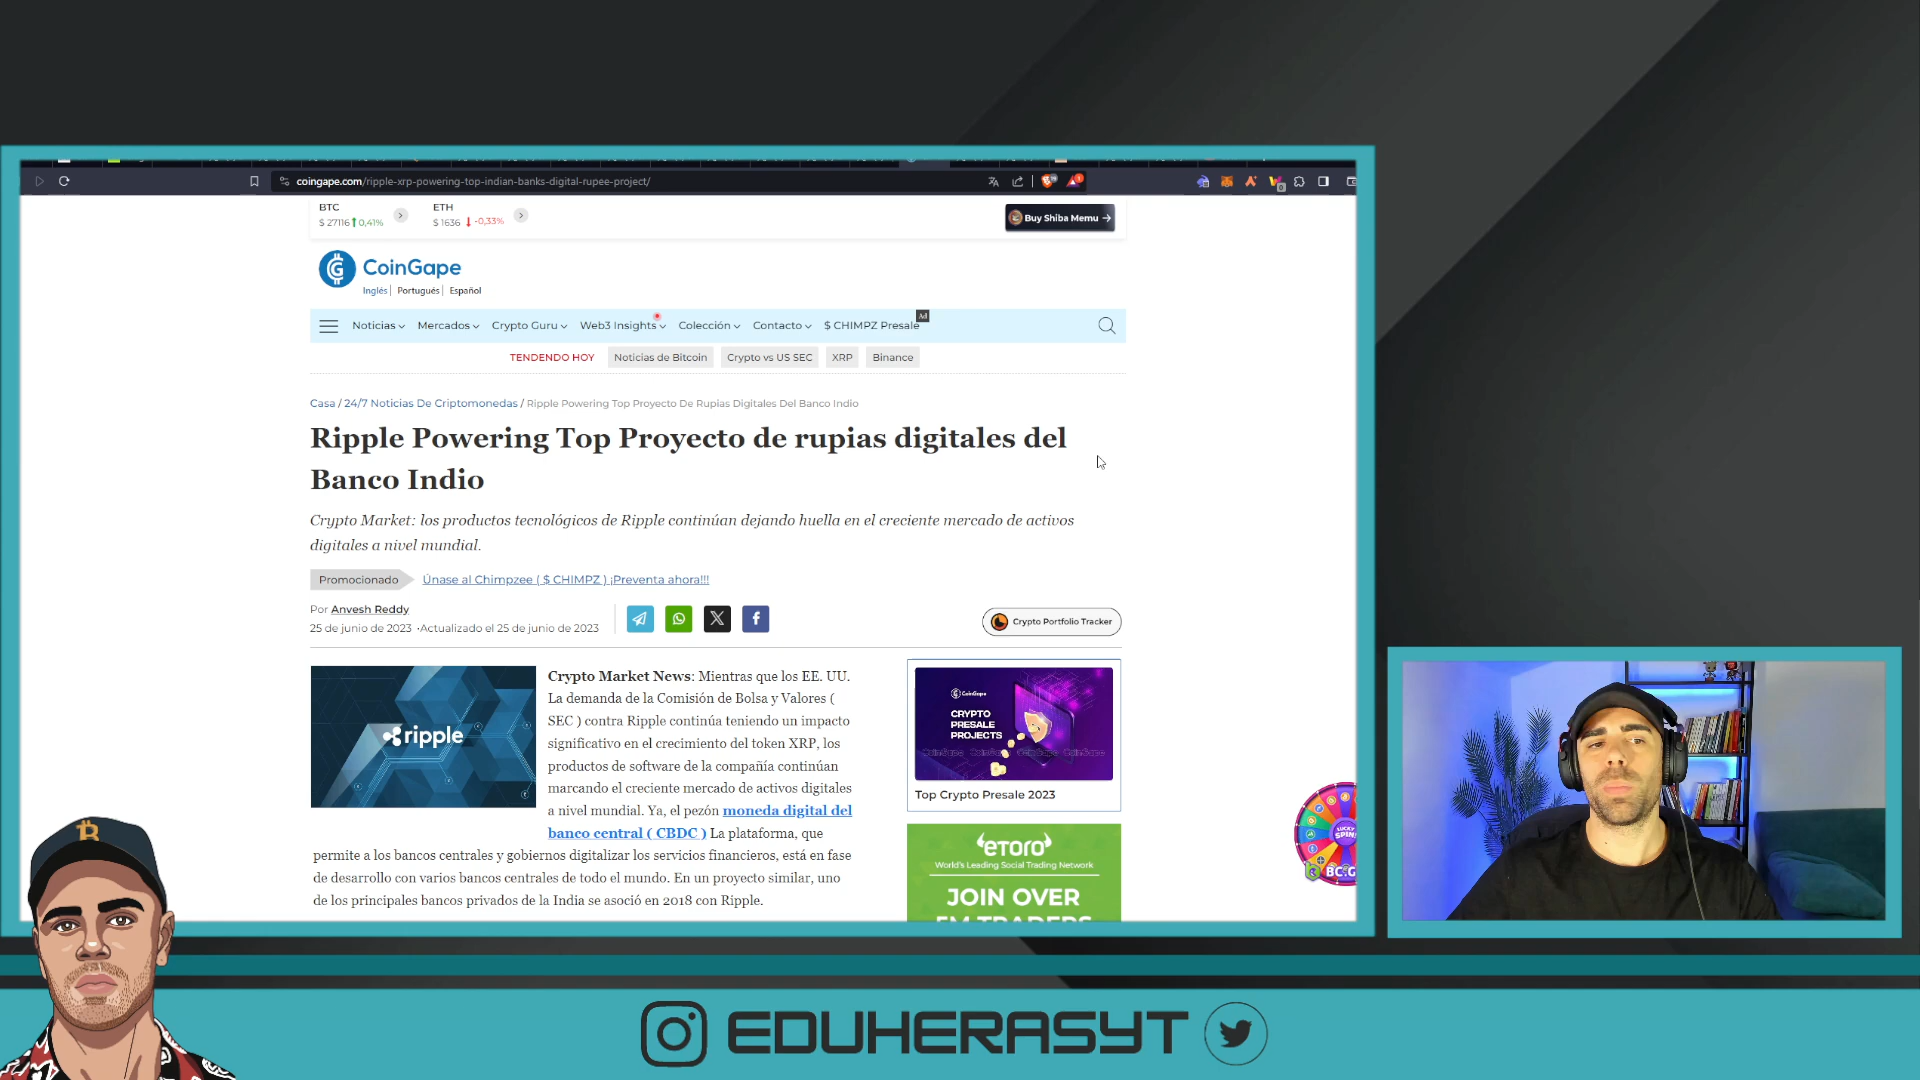 coingape.com/ripple-xrp-powering-top-indian-banks-digital-rupee-project/
BTC
$ 27116 0,41%
ETH
$ 1636 -0,33%
Buy Shiba Memu →
CoinGape
Inglés | Portugués | Español
Noticias Mercados Crypto Guru Web3 Insights Colección Contacto $ CHIMPZ Presale Ad
TENDENDO HOY Noticias de Bitcoin Crypto vs US SEC XRP Binance
Casa / 24/7 Noticias De Criptomonedas / Ripple Powering Top Proyecto De Rupias Digitales Del Banco Indio
Ripple Powering Top Proyecto de rupias digitales del
Banco Indio
Crypto Market: los productos tecnológicos de Ripple continúan dejando huella en el creciente mercado de activos
digitales a nivel mundial.
Promocionado Únase al Chimpzee ( $ CHIMPZ ) ¡Preventa ahora!!!
Por Anvesh Reddy
25 de junio de 2023 ·Actualizado el 25 de junio de 2023
Crypto Portfolio Tracker
ripple
Crypto Market News: Mientras que los EE. UU.
La demanda de la Comisión de Bolsa y Valores (
SEC ) contra Ripple continúa teniendo un impacto
significativo en el crecimiento del token XRP, los
productos de software de la compañía continúan
marcando el creciente mercado de activos digitales
a nivel mundial. Ya, el pezón moneda digital del
banco central ( CBDC ) La plataforma, que
permite a los bancos centrales y gobiernos digitalizar los servicios financieros, está en fase
de desarrollo con varios bancos centrales de todo el mundo. En un proyecto similar, uno
de los principales bancos privados de la India se asoció en 2018 con Ripple.
CoinGape
CRYPTO
PRESALE
PROJECTS
Top Crypto Presale 2023
eToro
World's Leading Social Trading Network
JOIN OVER
5M TRADERS
LUCKY
SPIN
BC.G
EDUHERASYT